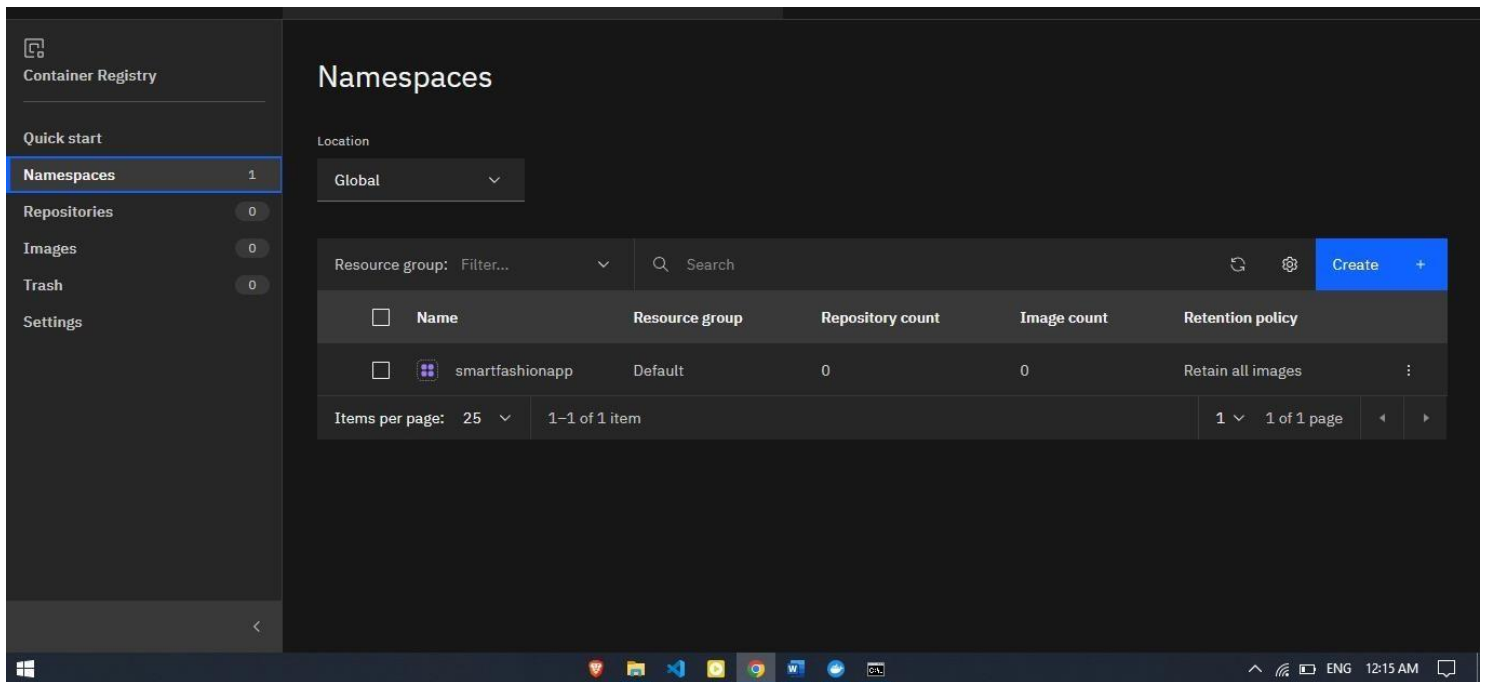 Container Registry
Quick start
Namespaces 1
Repositories 0
Images 0
Trash 0
Settings
Namespaces
Location
Global
Resource group: Filter... Search Create +
Name Resource group Repository count Image count Retention policy
smartfashionapp Default 0 0 Retain all images
Items per page: 25 1–1 of 1 item 1 1 of 1 page
ENG 12:15 AM